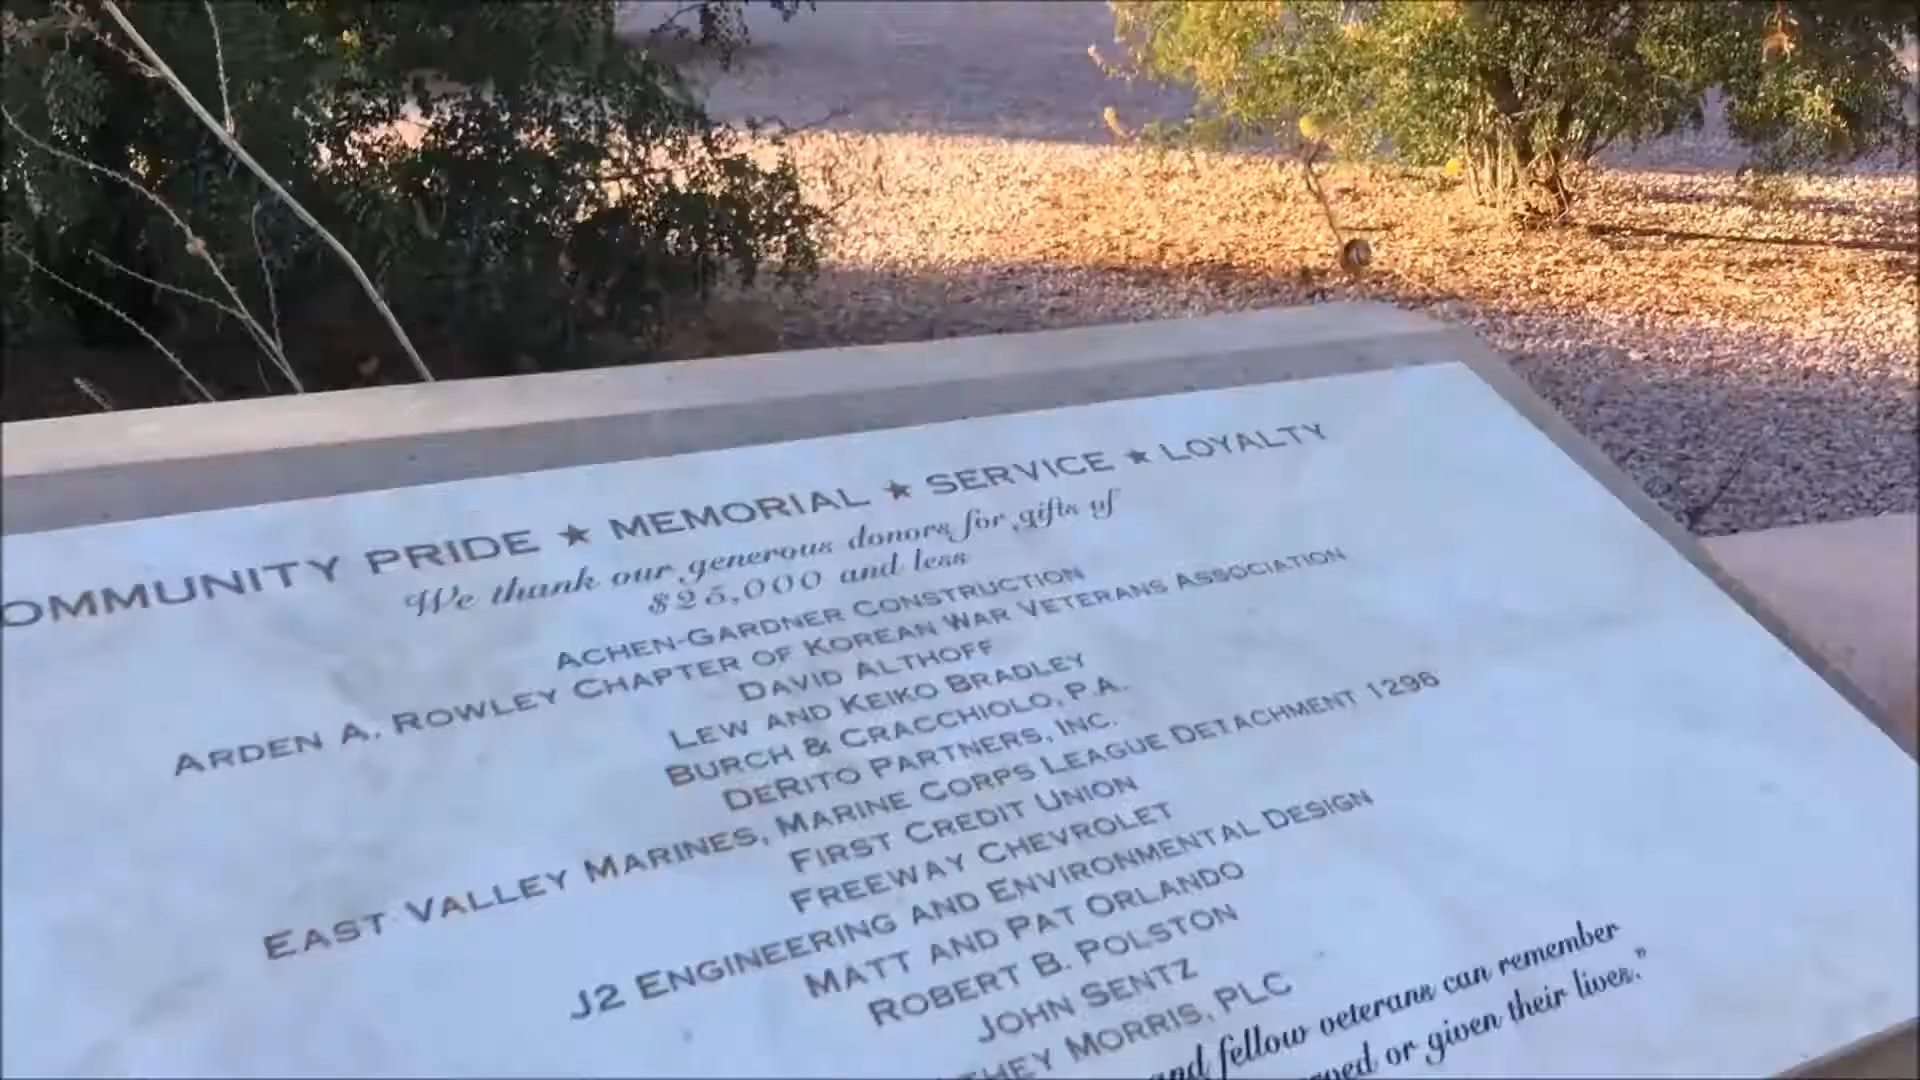 OMMUNITY PRIDE ★ MEMORIAL ★ SERVICE ★ LOYALTY
We thank our generous donors for gifts of
$25,000 and less
ACHEN-GARDNER CONSTRUCTION
ARDEN A. ROWLEY CHAPTER OF KOREAN WAR VETERANS ASSOCIATION
DAVID ALTHOFF
LEW AND KEIKO BRADLEY
BURCH & CRACCHIOLO, P.A.
DERITO PARTNERS, INC.
EAST VALLEY MARINES, MARINE CORPS LEAGUE DETACHMENT 1296
FIRST CREDIT UNION
FREEWAY CHEVROLET
J2 ENGINEERING AND ENVIRONMENTAL DESIGN
MATT AND PAT ORLANDO
ROBERT B. POLSTON
JOHN SENTZ
MORRIS, PLC
and fellow veterans can remember
or given their lives."